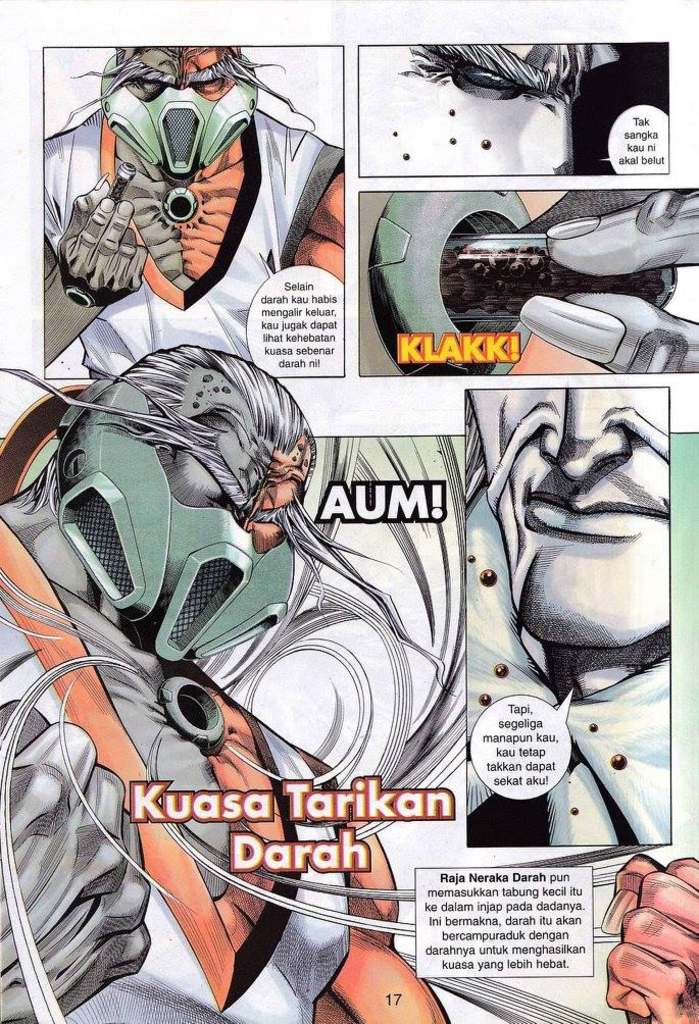 Selain
darah kau habis
mengalir keluar,
kau jugak dapat
lihat kehebatan
kuasa sebenar
darah ni!
Tak
sangka
kau ni
akal belut
KLAKK!
AUM!
Tapi,
segeliga
manapun kau,
kau tetap
takkan dapat
sekat aku!
Kuasa Tarikan
Darah
Raja Neraka Darah pun
memasukkan tabung kecil itu
ke dalam injap pada dadanya.
Ini bermakna, darah itu akan
bercampuraduk dengan
darahnya untuk menghasilkan
kuasa yang lebih hebat.
17